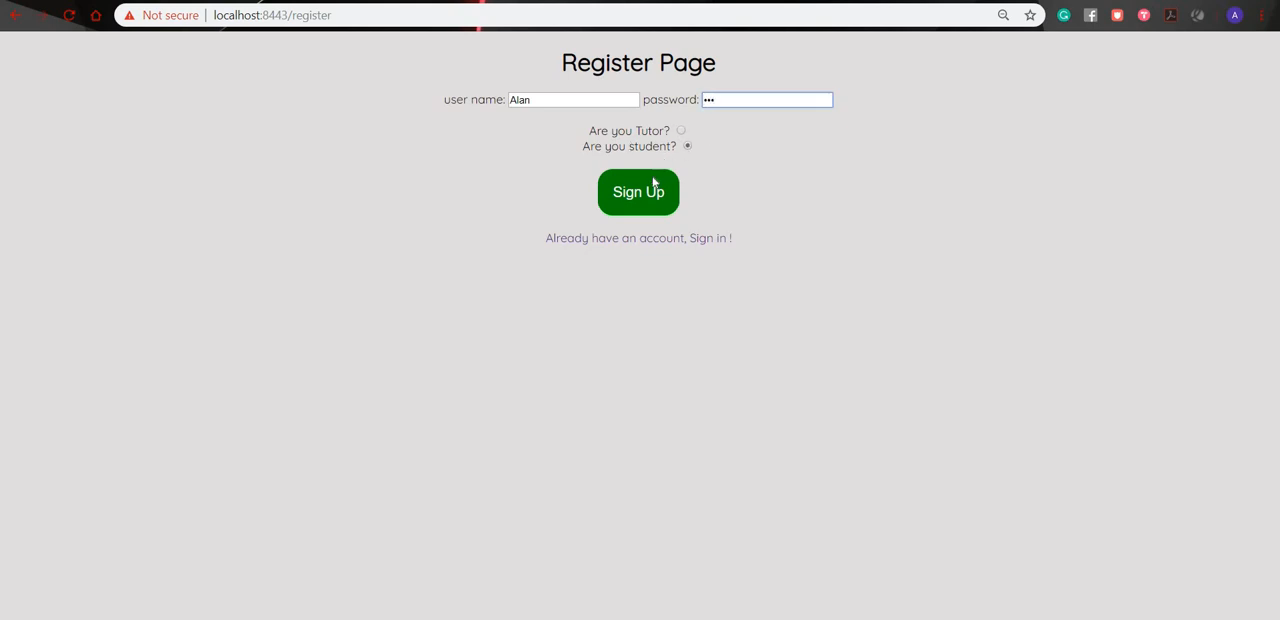 Not secure localhost:8443/register
Register Page
user name: Alan password: •••
Are you Tutor?
Are you student?
Sign Up
Already have an account, Sign in !